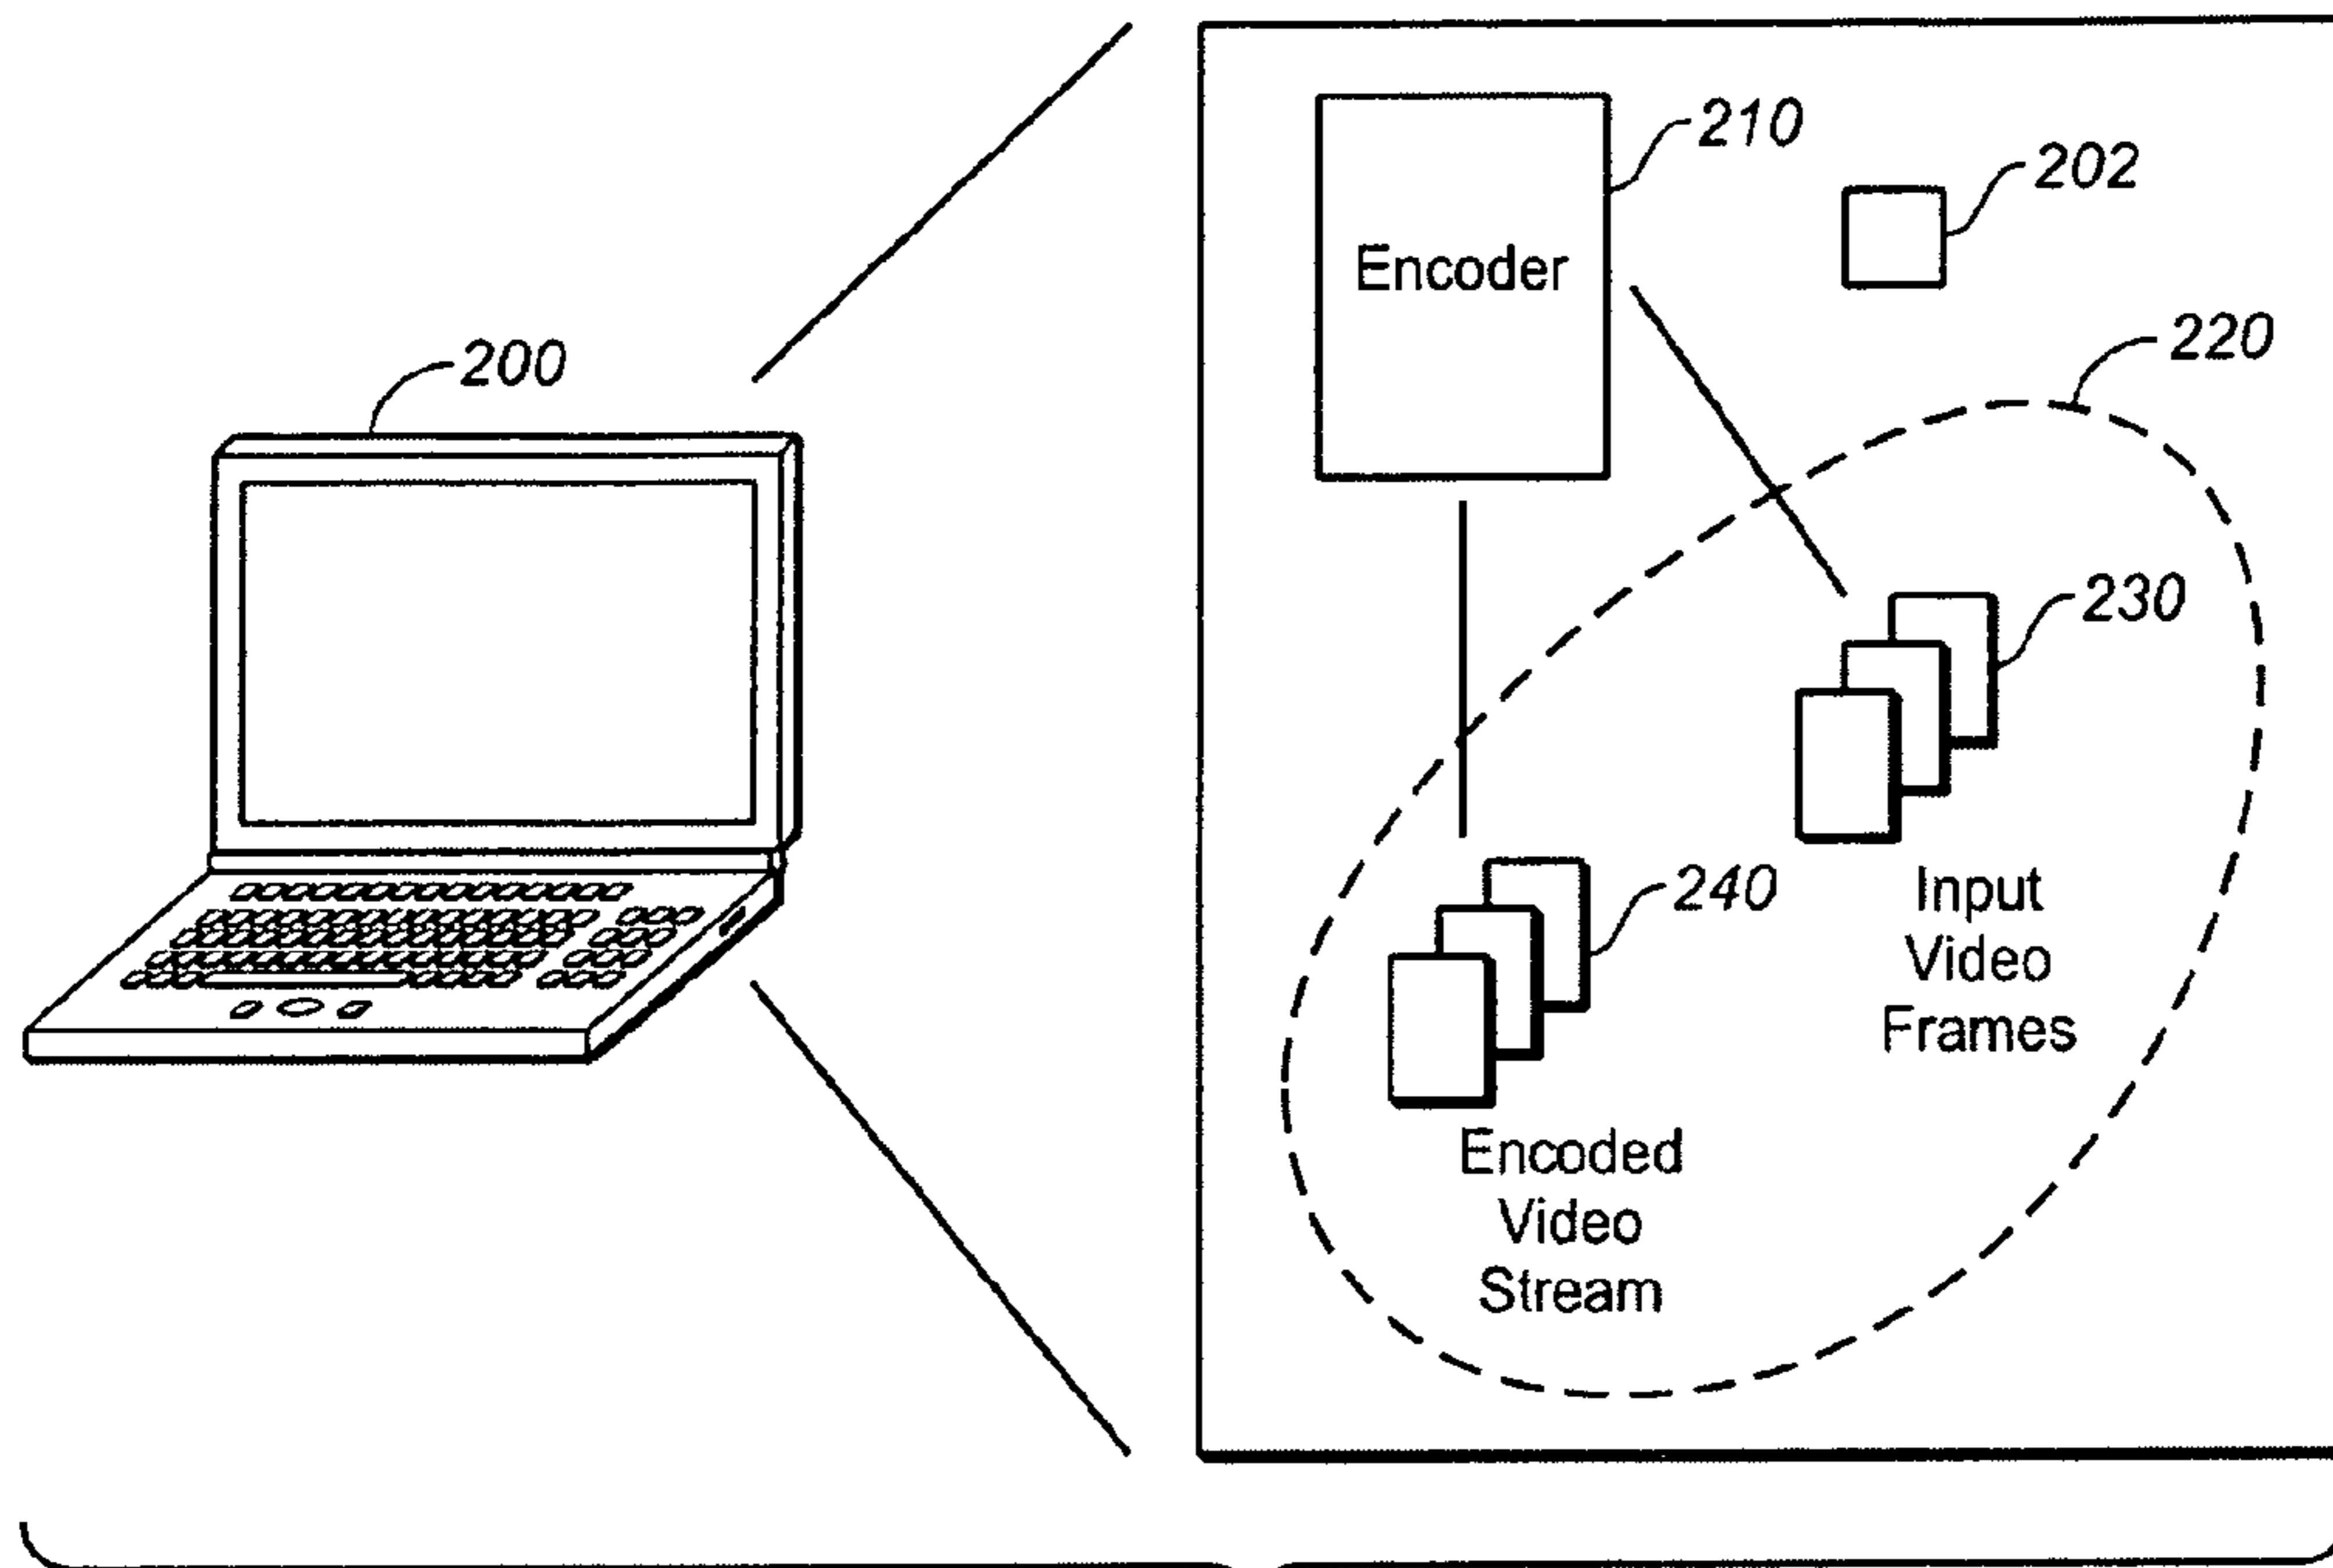 210
202
Encoder
220
200
230
240
Input
Video
Frames
Encoded
Video
Stream